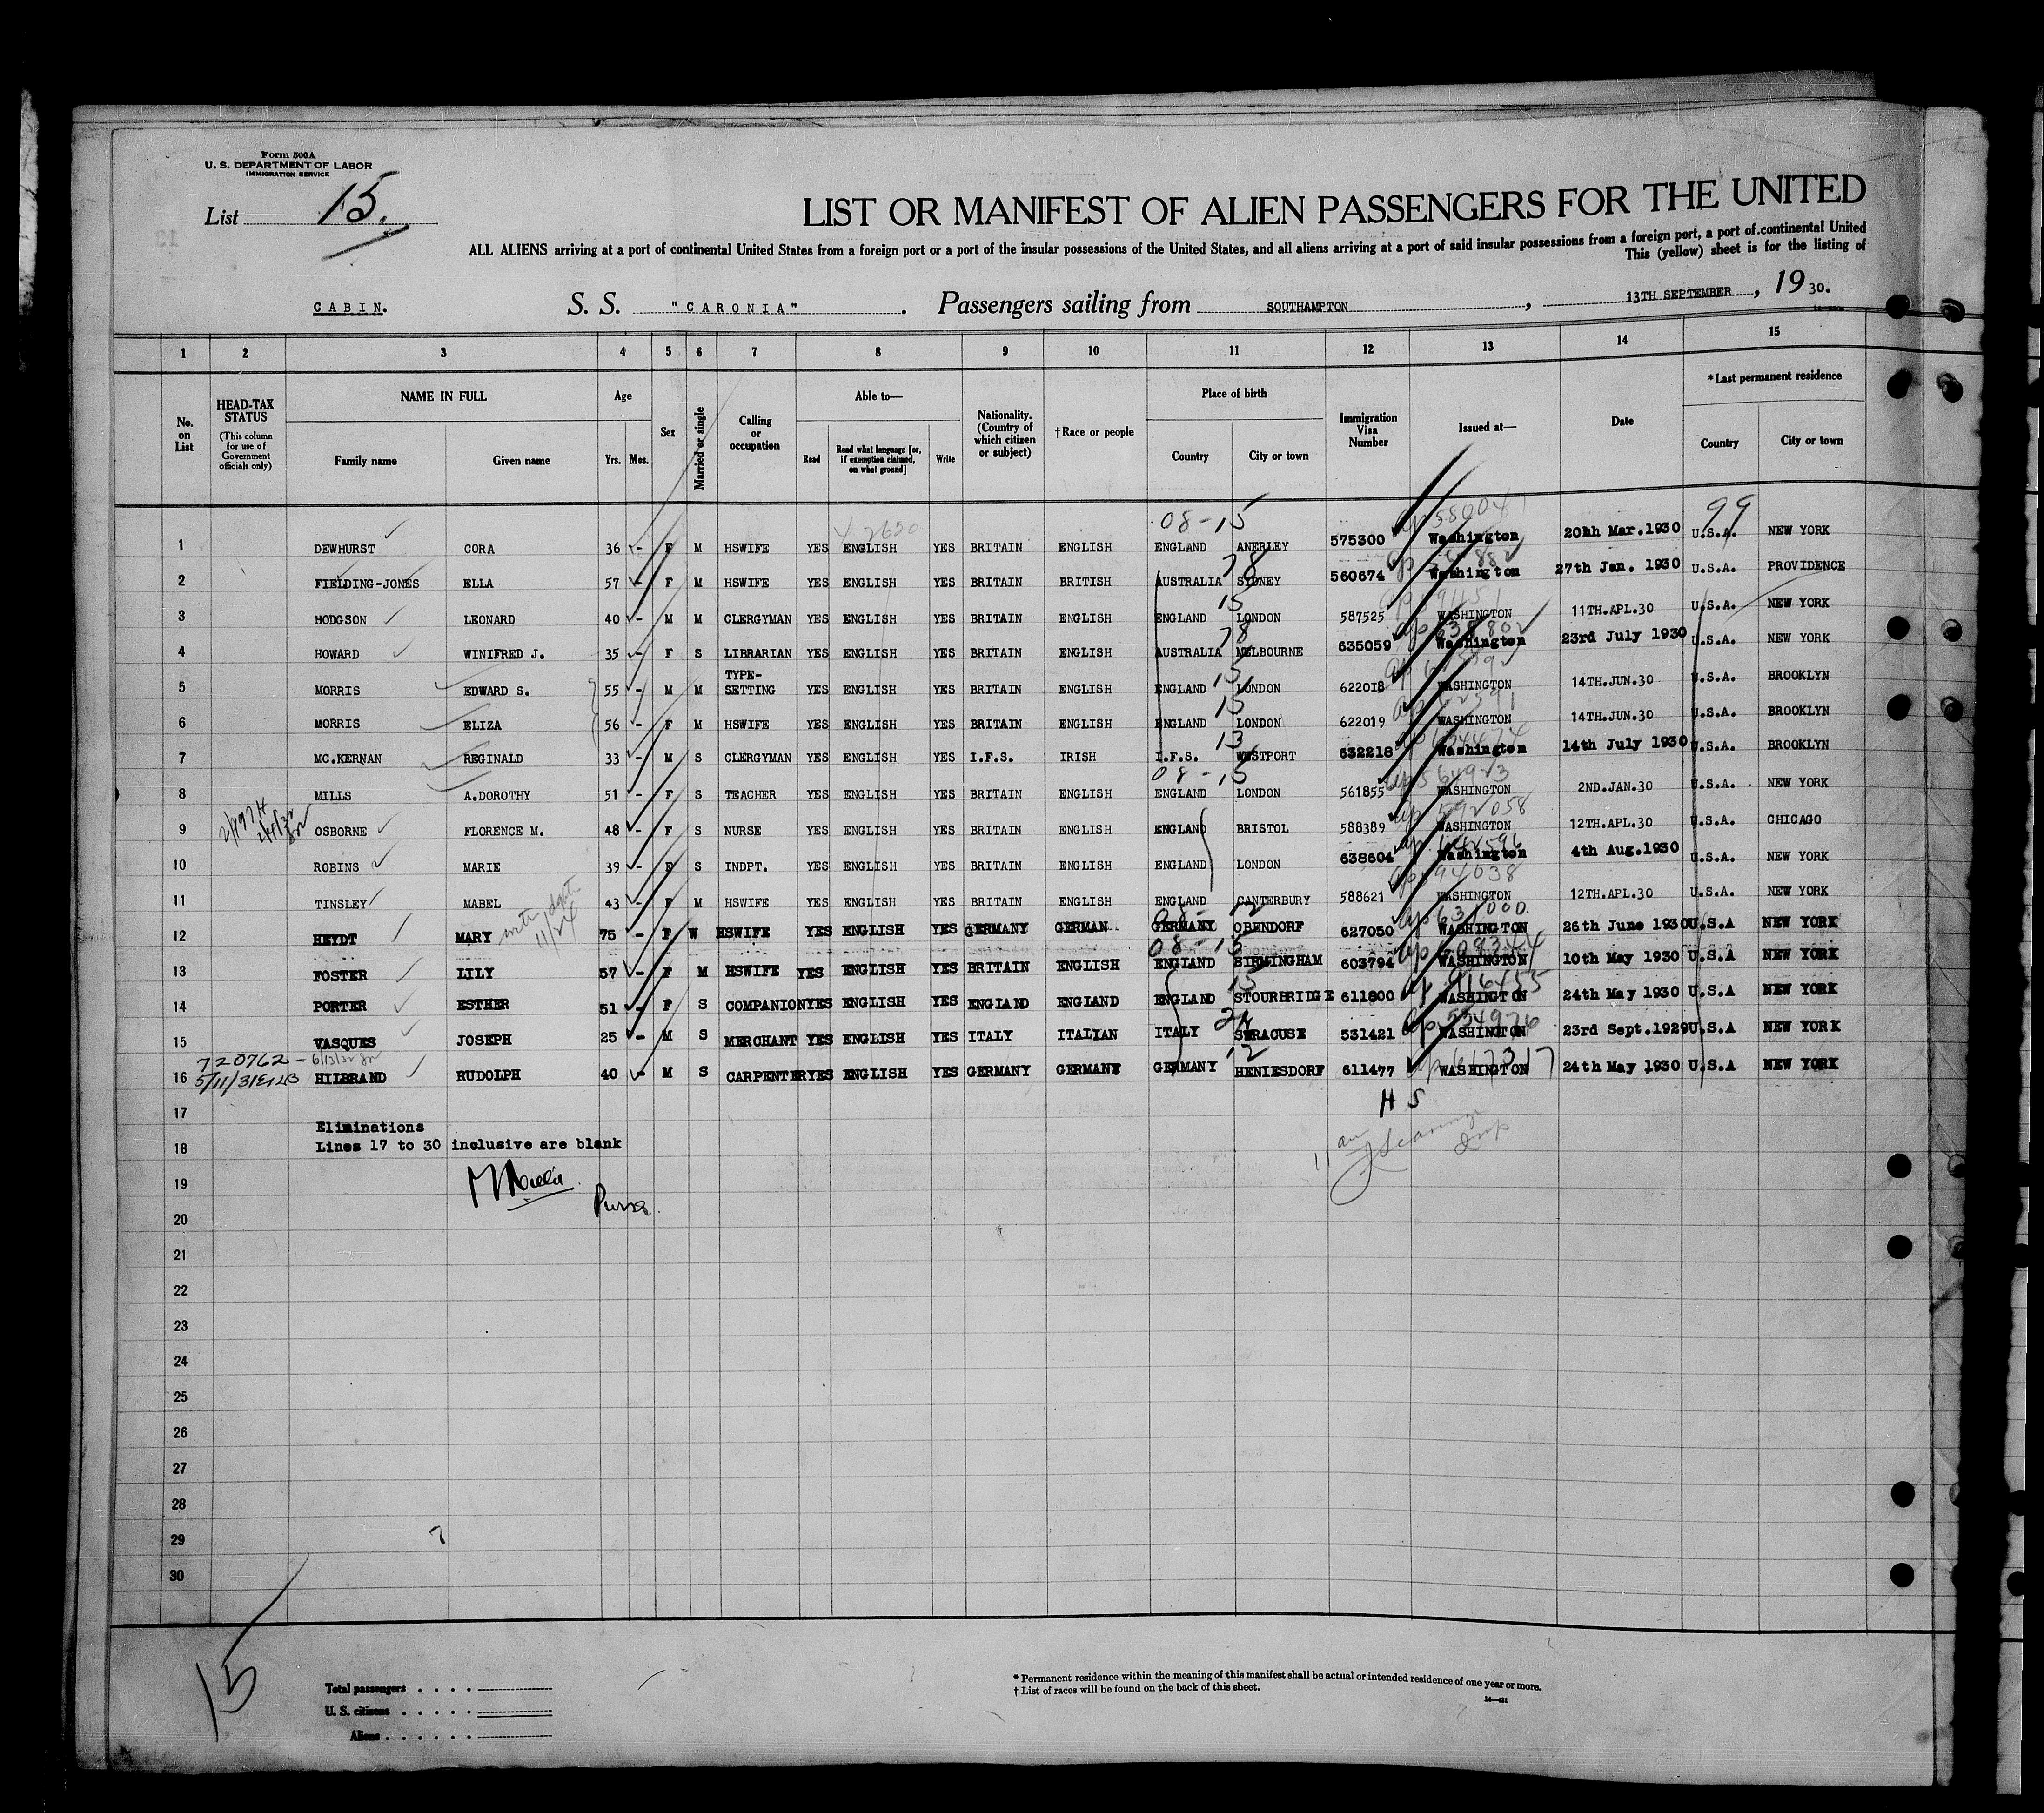 Form 500A
U. S. DEPARTMENT OF LABOR
IMMIGRATION SERVICE
List 15.
LIST OR MANIFEST OF ALIEN PASSENGERS FOR THE UNITED
ALL ALIENS arriving at a port of continental United States from a foreign port or a port of the insular possessions of the United States, and all aliens arriving at a port of said insular possessions from a foreign port, a port of continental United
This (yellow) sheet is for the listing of
CABIN. S. S. "CARONIA". Passengers sailing from SOUTHAMPTON, 13TH SEPTEMBER, 1930.
1 2 3 4 5 6 7 8 9 10 11 12 13 14 15
No. on List
HEAD-TAX STATUS (This column for use of Government officials only)
NAME IN FULL
Family name Given name
Age
Yrs. Mos.
Sex
Married or single
Calling or occupation
Able to—
Read Read what language [or, if exemption claimed, on what ground] Write
Nationality. (Country of which citizen or subject)
†Race or people
Place of birth
Country City or town
Immigration Visa Number
Issued at—
Date
*Last permanent residence
Country City or town
08-15 99
1 DEWHURST CORA 36 - F M HSWIFE YES ENGLISH YES BRITAIN ENGLISH ENGLAND ANERLEY 575300 Washington 20hh Mar.1930 U.S.A. NEW YORK
78
2 FIELDING-JONES ELLA 57 - F M HSWIFE YES ENGLISH YES BRITAIN BRITISH AUSTRALIA SYDNEY 560674 Washington 27th Jan. 1930 U.S.A. PROVIDENCE
15
3 HODGSON LEONARD 40 - M M CLERGYMAN YES ENGLISH YES BRITAIN ENGLISH ENGLAND LONDON 587525 WASHINGTON 11TH.APL.30 U.S.A. NEW YORK
78
4 HOWARD WINIFRED J. 35 - F S LIBRARIAN YES ENGLISH YES BRITAIN ENGLISH AUSTRALIA MELBOURNE 635059 Washington 23rd July 1930 U.S.A. NEW YORK
15
5 MORRIS EDWARD S. 55 - M M TYPE-SETTING YES ENGLISH YES BRITAIN ENGLISH ENGLAND LONDON 622018 WASHINGTON 14TH.JUN.30 U.S.A. BROOKLYN
15
6 MORRIS ELIZA 56 - F M HSWIFE YES ENGLISH YES BRITAIN ENGLISH ENGLAND LONDON 622019 WASHINGTON 14TH.JUN.30 U.S.A. BROOKLYN
13
7 MC.KERNAN REGINALD 33 - M S CLERGYMAN YES ENGLISH YES I.F.S. IRISH I.F.S. WESTPORT 632218 Washington 14th July 1930 U.S.A. BROOKLYN
08-15
8 MILLS A.DOROTHY 51 - F S TEACHER YES ENGLISH YES BRITAIN ENGLISH ENGLAND LONDON 561855 WASHINGTON 2ND.JAN.30 U.S.A. NEW YORK
9 OSBORNE FLORENCE M. 48 - F S NURSE YES ENGLISH YES BRITAIN ENGLISH ENGLAND BRISTOL 588389 WASHINGTON 12TH.APL.30 U.S.A. CHICAGO
10 ROBINS MARIE 39 - F S INDPT. YES ENGLISH YES BRITAIN ENGLISH ENGLAND LONDON 638604 Washington 4th Aug.1930 U.S.A. NEW YORK
11 TINSLEY MABEL 43 - F M HSWIFE YES ENGLISH YES BRITAIN ENGLISH ENGLAND CANTERBURY 588621 WASHINGTON 12TH.APL.30 U.S.A. NEW YORK
12 HEYDT MARY 75 - F W HSWIFE YES ENGLISH YES GERMANY GERMAN GERMANY OBENDORF 627050 WASHINGTON 26th June 1930 U.S.A NEW YORK
08-15
13 FOSTER LILY 57 - F M HSWIFE YES ENGLISH YES BRITAIN ENGLISH ENGLAND BIRMINGHAM 603794 WASHINGTON 10th May 1930 U.S.A NEW YORK
15
14 PORTER ESTHER 51 - F S COMPANION YES ENGLISH YES ENGLAND ENGLAND ENGLAND STOURBRIDGE 611800 WASHINGTON 24th May 1930 U.S.A NEW YORK
15 VASQUES JOSEPH 25 - M S MERCHANT YES ENGLISH YES ITALY ITALIAN ITALY SYRACUSE 531421 WASHINGTON 23rd Sept.1929 U.S.A NEW YORK
720762 - 12
16 HILBRAND RUDOLPH 40 - M S CARPENTER YES ENGLISH YES GERMANY GERMANY GERMANY HENIESDORF 611477 WASHINGTON 24th May 1930 U.S.A NEW YORK
17 H S
Eliminations
18 Lines 17 to 30 inclusive are blank
19
20
21
22
23
24
25
26
27
28
29
30
15
Total passengers
U. S. citizens
Aliens
* Permanent residence within the meaning of this manifest shall be actual or intended residence of one year or more.
† List of races will be found on the back of this sheet.